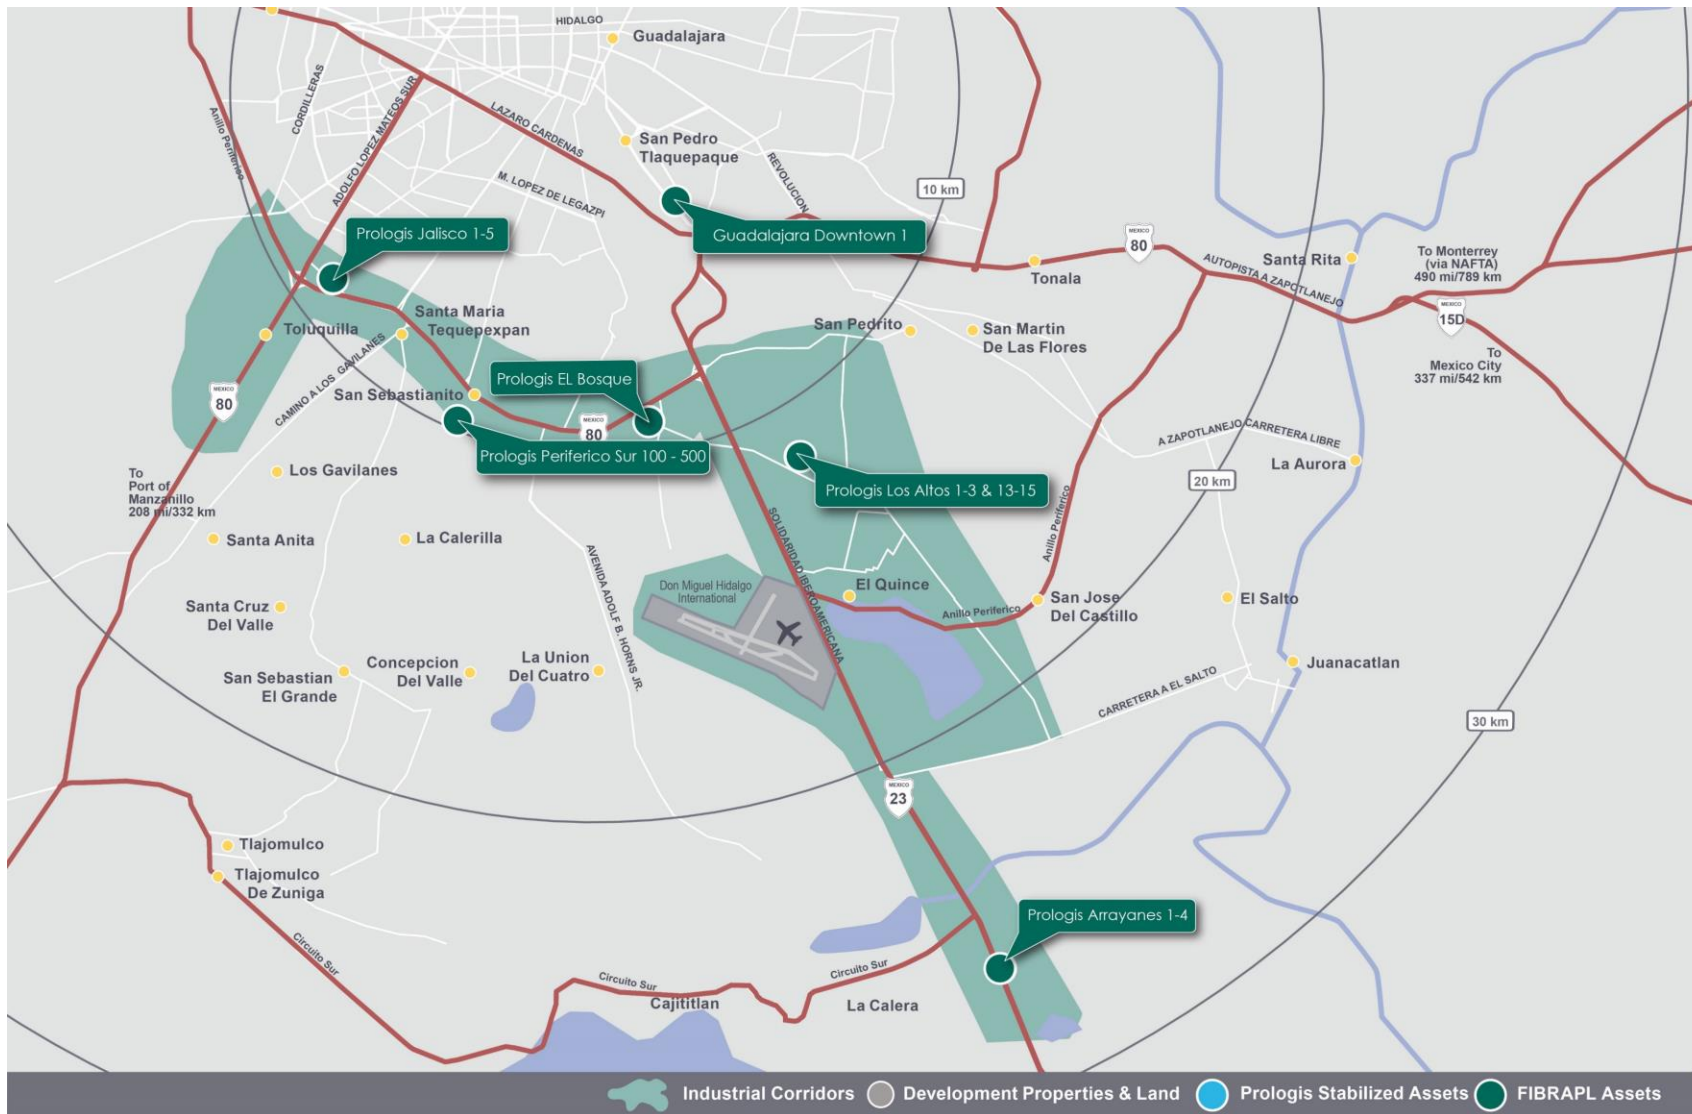 HIDALGO
Guadalajara
CORDILLERAS
Anillo Periferico
ADOLFO LOPEZ MATEOS SUR
LAZARO CARDENAS
San Pedro
Tlaquepaque
REVOLUCION
M. LOPEZ DE LEGAZPI
10 km
Prologis Jalisco 1-5
Guadalajara Downtown 1
MEXICO
80
Tonala
AUTOPISTA A ZAPOTLANEJO
Santa Rita
To Monterrey
(via NAFTA)
490 mi/789 km
MEXICO
15D
To
Mexico City
337 mi/542 km
Toluquilla
Santa Maria
Tequepexpan
San Pedrito
San Martin
De Las Flores
CAMINO A LOS GAVILANES
MEXICO
80
San Sebastianito
Prologis EL Bosque
MEXICO
80
Prologis Periferico Sur 100 - 500
Prologis Los Altos 1-3 & 13-15
A ZAPOTLANEJO CARRETERA LIBRE
La Aurora
20 km
To
Port of
Manzanillo
208 mi/332 km
Los Gavilanes
Santa Anita
La Calerilla
AVENIDA ADOLF B. HORNS JR.
SOLIDARIDAD IBEROAMERICANA
Anillo Periferico
Don Miguel Hidalgo
International
El Quince
Anillo Periferico
San Jose
Del Castillo
El Salto
Santa Cruz
Del Valle
San Sebastian
El Grande
Concepcion
Del Valle
La Union
Del Cuatro
Juanacatlan
CARRETERA A EL SALTO
30 km
MEXICO
23
Tlajomulco
Tlajomulco
De Zuniga
Prologis Arrayanes 1-4
Circuito Sur
Circuito Sur
Circuito Sur
Cajititlan
La Calera
Industrial Corridors
Development Properties & Land
Prologis Stabilized Assets
FIBRAPL Assets